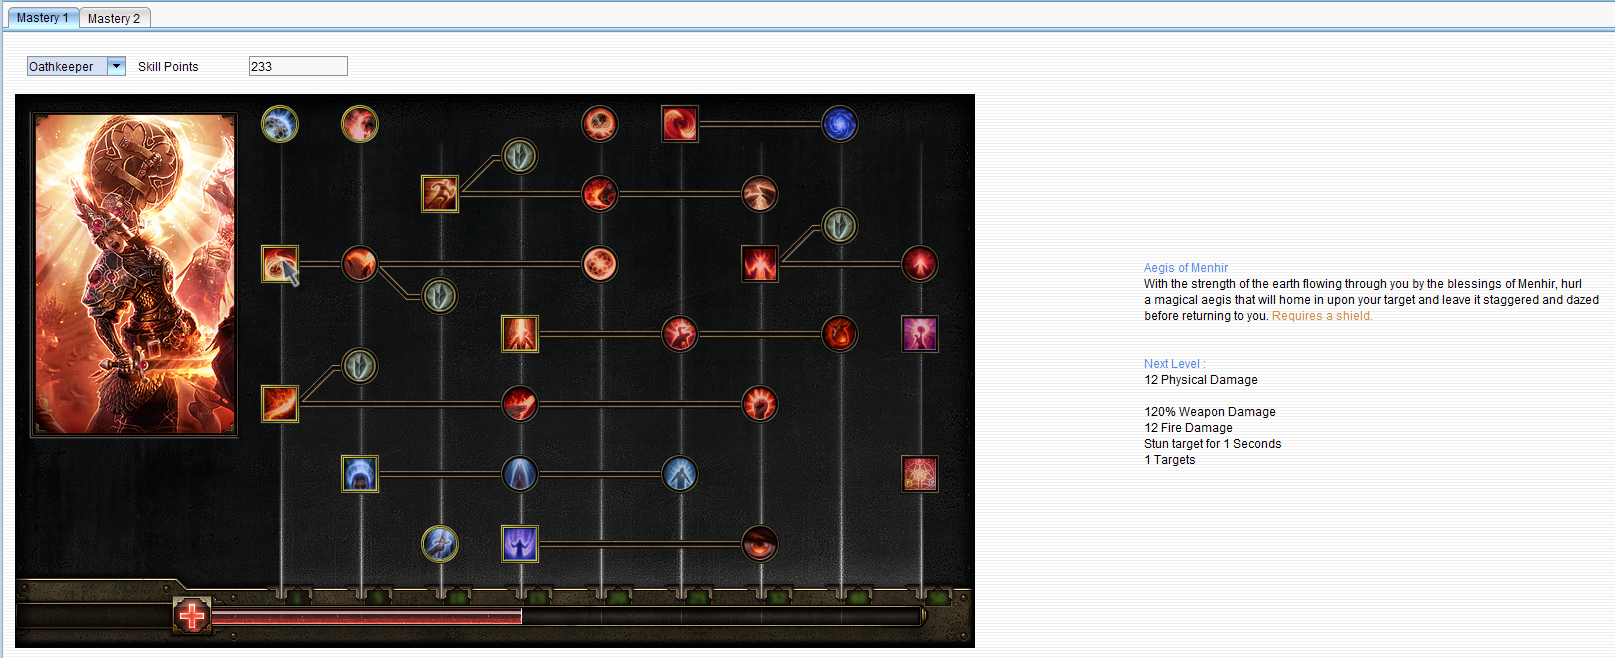 Mastery 1
Mastery 2
Oathkeeper
Skill Points
233
Aegis of Menhir
With the strength of the earth flowing through you by the blessings of Menhir, hurl
a magical aegis that will home in upon your target and leave it staggered and dazed
before returning to you. Requires a shield.
Next Level :
12 Physical Damage
120% Weapon Damage
12 Fire Damage
Stun target for 1 Seconds
1 Targets